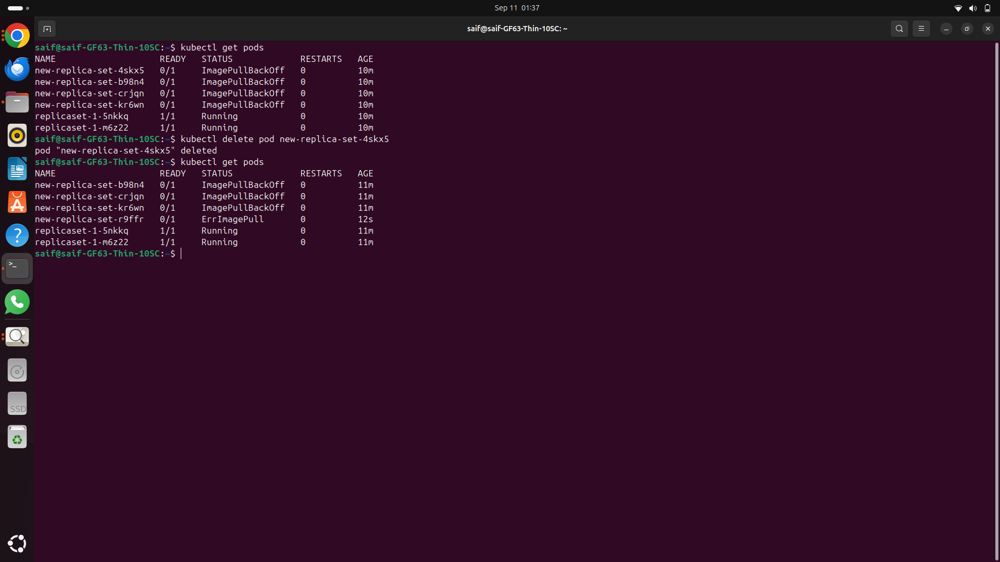 Sep 11 01:37
saif@saif-GF63-Thin-10SC: ~
saif@saif-GF63-Thin-10SC:~$ kubectl get pods
NAME READY STATUS RESTARTS AGE
new-replica-set-4skx5 0/1 ImagePullBackOff 0 10m
new-replica-set-b98n4 0/1 ImagePullBackOff 0 10m
new-replica-set-crjqn 0/1 ImagePullBackOff 0 10m
new-replica-set-kr6wn 0/1 ImagePullBackOff 0 10m
replicaset-1-5nkkq 1/1 Running 0 10m
replicaset-1-m6z22 1/1 Running 0 10m
saif@saif-GF63-Thin-10SC:~$ kubectl delete pod new-replica-set-4skx5
pod "new-replica-set-4skx5" deleted
saif@saif-GF63-Thin-10SC:~$ kubectl get pods
NAME READY STATUS RESTARTS AGE
new-replica-set-b98n4 0/1 ImagePullBackOff 0 11m
new-replica-set-crjqn 0/1 ImagePullBackOff 0 11m
new-replica-set-kr6wn 0/1 ImagePullBackOff 0 11m
new-replica-set-r9ffr 0/1 ErrImagePull 0 12s
replicaset-1-5nkkq 1/1 Running 0 11m
replicaset-1-m6z22 1/1 Running 0 11m
saif@saif-GF63-Thin-10SC:~$
SSD